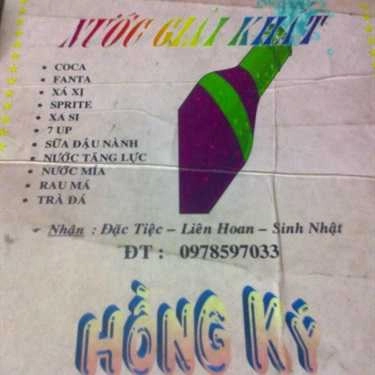 NƯỚC GIẢI KHÁT
COCA
FANTA
XÁ XỊ
SPRITE
XA SI
7 UP
SỮA ĐẬU NÀNH
NƯỚC TĂNG LỰC
NƯỚC MÍA
RAU MÁ
TRÀ ĐÁ
Nhận : Đặc Tiệc – Liên Hoan – Sinh Nhật
ĐT : 0978597033
HỒNG KÝ